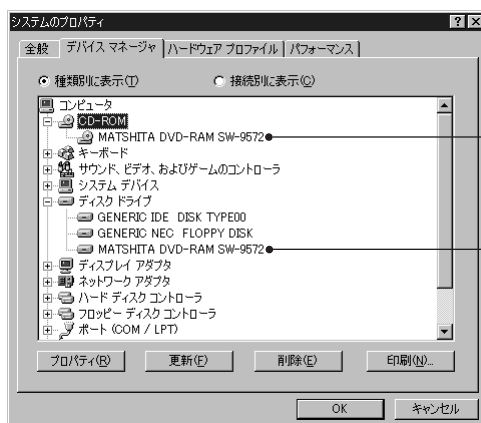 システムのプロパティ
全般 デバイス マネージャ ハードウェア プロファイル パフォーマンス
種類別に表示(T) 接続別に表示(C)
コンピュータ
CD-ROM
MATSHITA DVD-RAM SW-9572
キーボード
サウンド、ビデオ、およびゲームのコントローラ
システム デバイス
ディスク ドライブ
GENERIC IDE DISK TYPE00
GENERIC NEC FLOPPY DISK
MATSHITA DVD-RAM SW-9572
ディスプレイ アダプタ
ネットワーク アダプタ
ハード ディスク コントローラ
フロッピー ディスク コントローラ
ポート (COM / LPT)
プロパティ(R) 更新(F) 削除(E) 印刷(N)...
OK キャンセル